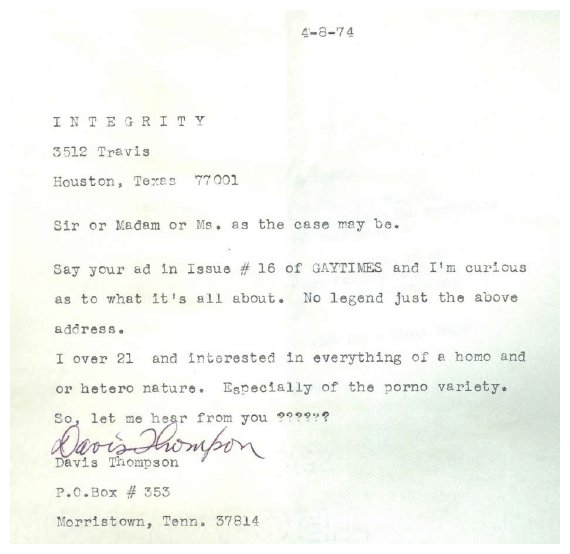 4-8-74
I N T E G R I T Y
3512 Travis
Houston, Texas 77001
Sir or Madam or Ms. as the case may be.
Say your ad in Issue # 16 of GAYTIMES and I'm curious
as to what it's all about. No legend just the above
address.
I over 21 and interested in everything of a homo and
or hetero nature. Especially of the porno variety.
So, let me hear from you ??????
Davis Thompson
Davis Thompson
P.O.Box # 353
Morristown, Tenn. 37814